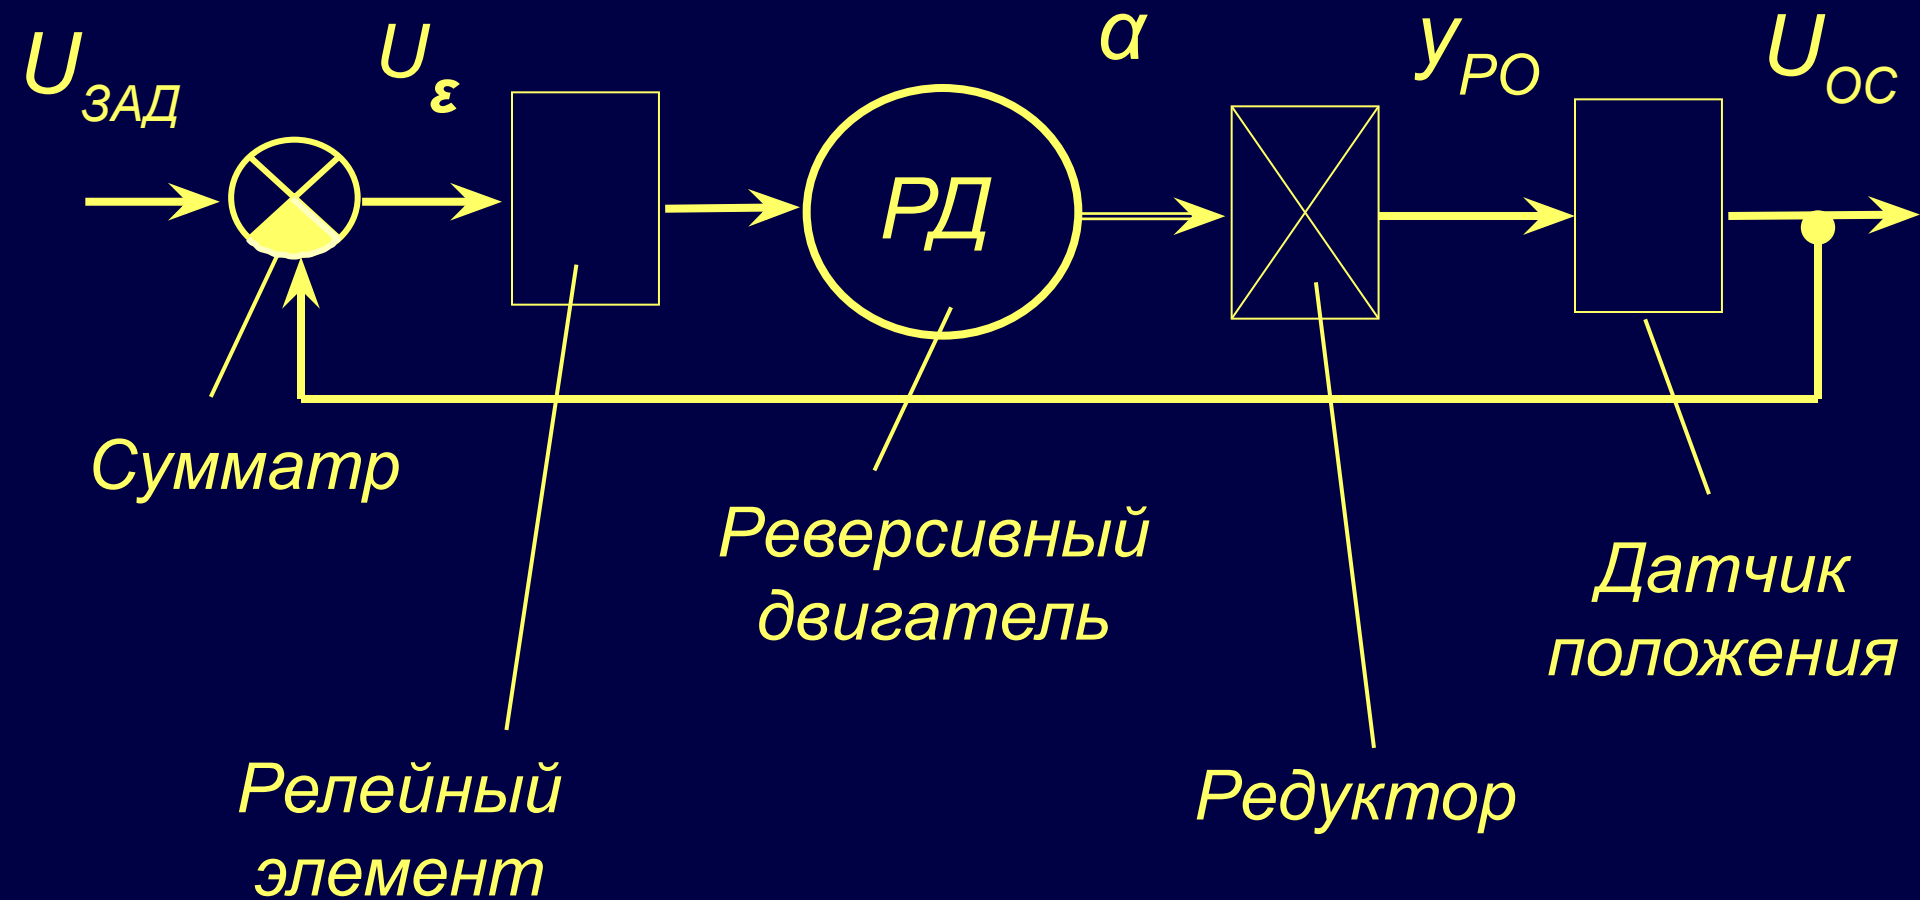 U ЗАД
U ε
α
y РО
U ОС
РД
Сумматр
Реверсивный
двигатель
Датчик
положения
Релейный
элемент
Редуктор